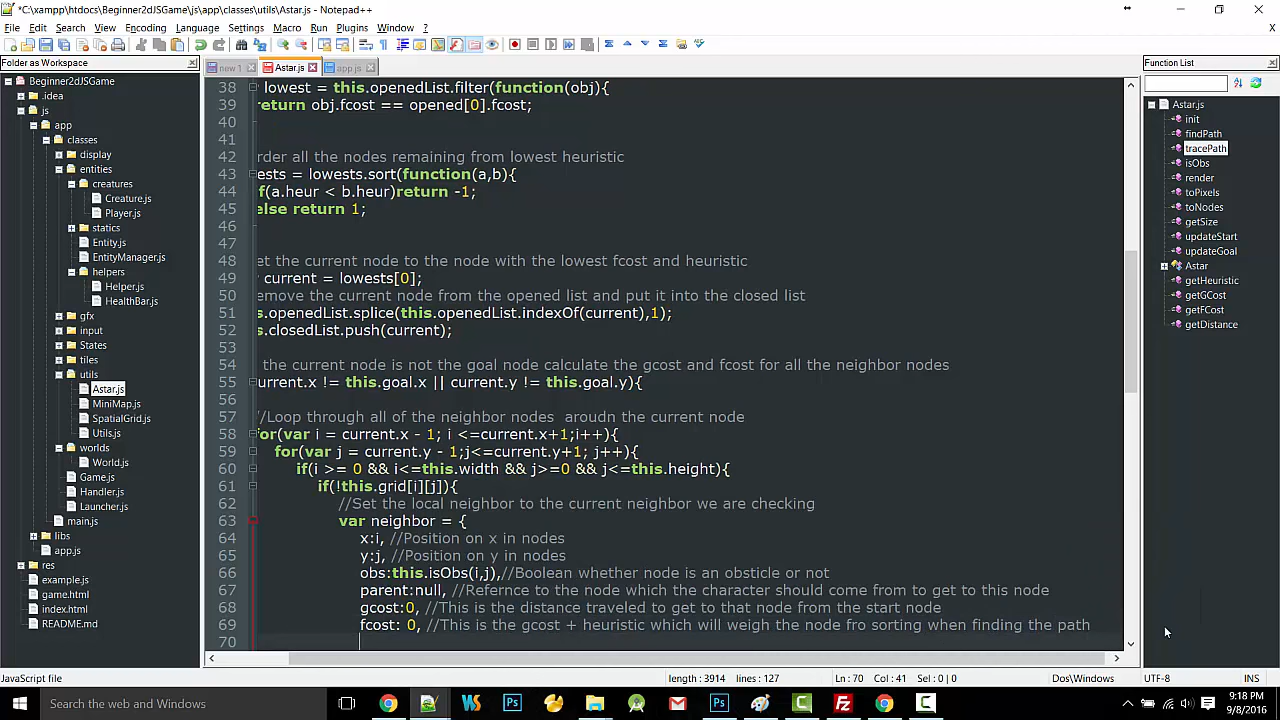 *C:\xampp\htdocs\Beginner2dJSGame\js\app\classes\utils\Astar.js - Notepad++
File Edit Search View Encoding Language Settings Macro Run Plugins Window ?
X
Folder as Workspace
new 1 Astar.js app.js
Function List
Beginner2dJSGame
.idea
js
app
classes
display
entities
creatures
Creature.js
Player.js
statics
Entity.js
EntityManager.js
helpers
Helper.js
HealthBar.js
gfx
input
States
tiles
utils
Astar.js
MiniMap.js
SpatialGrid.js
Utils.js
worlds
World.js
Game.js
Handler.js
Launcher.js
main.js
libs
app.js
res
example.js
game.html
index.html
README.md
38 lowest = this.openedList.filter(function(obj){
39 return obj.fcost == opened[0].fcost;
40
41
42 rder all the nodes remaining from lowest heuristic
43 ests = lowests.sort(function(a,b){
44 f(a.heur < b.heur)return -1;
45 else return 1;
46
47
48 et the current node to the node with the lowest fcost and heuristic
49 current = lowests[0];
50 emove the current node from the opened list and put it into the closed list
51 s.openedList.splice(this.openedList.indexOf(current),1);
52 s.closedList.push(current);
53
54 the current node is not the goal node calculate the gcost and fcost for all the neighbor nodes
55 urrent.x != this.goal.x || current.y != this.goal.y){
56
57 //Loop through all of the neighbor nodes  aroudn the current node
58 for(var i = current.x - 1; i <=current.x+1;i++){
59 for(var j = current.y - 1;j<=current.y+1; j++){
60 if(i >= 0 && i<=this.width && j>=0 && j<=this.height){
61 if(!this.grid[i][j]){
62 //Set the local neighbor to the current neighbor we are checking
63 var neighbor = {
64 x:i, //Position on x in nodes
65 y:j, //Position on y in nodes
66 obs:this.isObs(i,j),//Boolean whether node is an obsticle or not
67 parent:null, //Refernce to the node which the character should come from to get to this node
68 gcost:0, //This is the distance traveled to get to that node from the start node
69 fcost: 0, //This is the gcost + heuristic which will weigh the node fro sorting when finding the path
70
Astar.js
init
findPath
tracePath
isObs
render
toPixels
toNodes
getSize
updateStart
updateGoal
Astar
getHeuristic
getGCost
getFCost
getDistance
JavaScript file length : 3914 lines : 127 Ln : 70 Col : 41 Sel : 0 | 0 Dos\Windows UTF-8 INS
Search the web and Windows
9:18 PM
9/8/2016